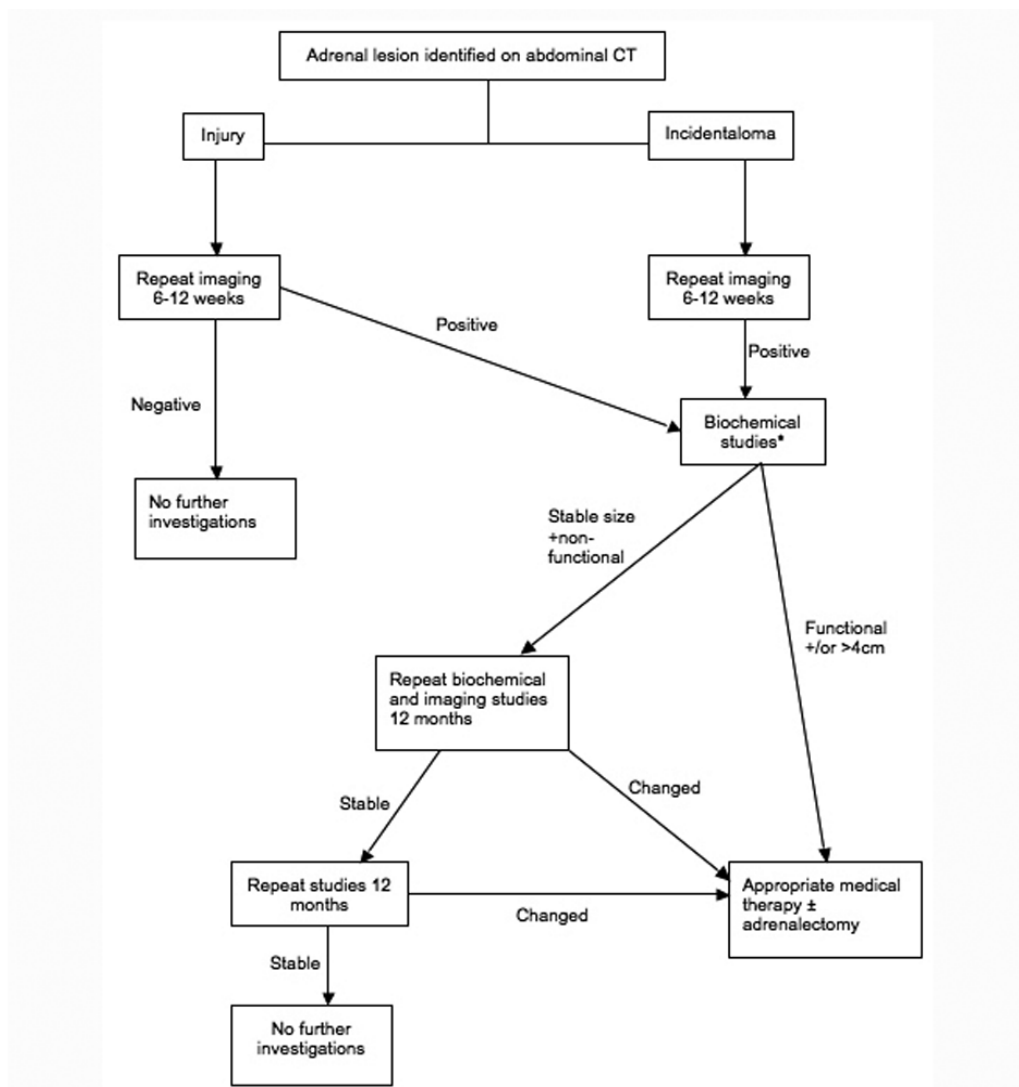 Adrenal lesion identified on abdominal CT
Injury
Incidentaloma
Repeat imaging
6-12 weeks
Repeat imaging
6-12 weeks
Positive
Positive
Negative
Biochemical
studies*
No further
investigations
Stable size
+non-
functional
Functional
+/or >4cm
Repeat biochemical
and imaging studies
12 months
Stable
Changed
Repeat studies 12
months
Changed
Appropriate medical
therapy ±
adrenalectomy
Stable
No further
investigations